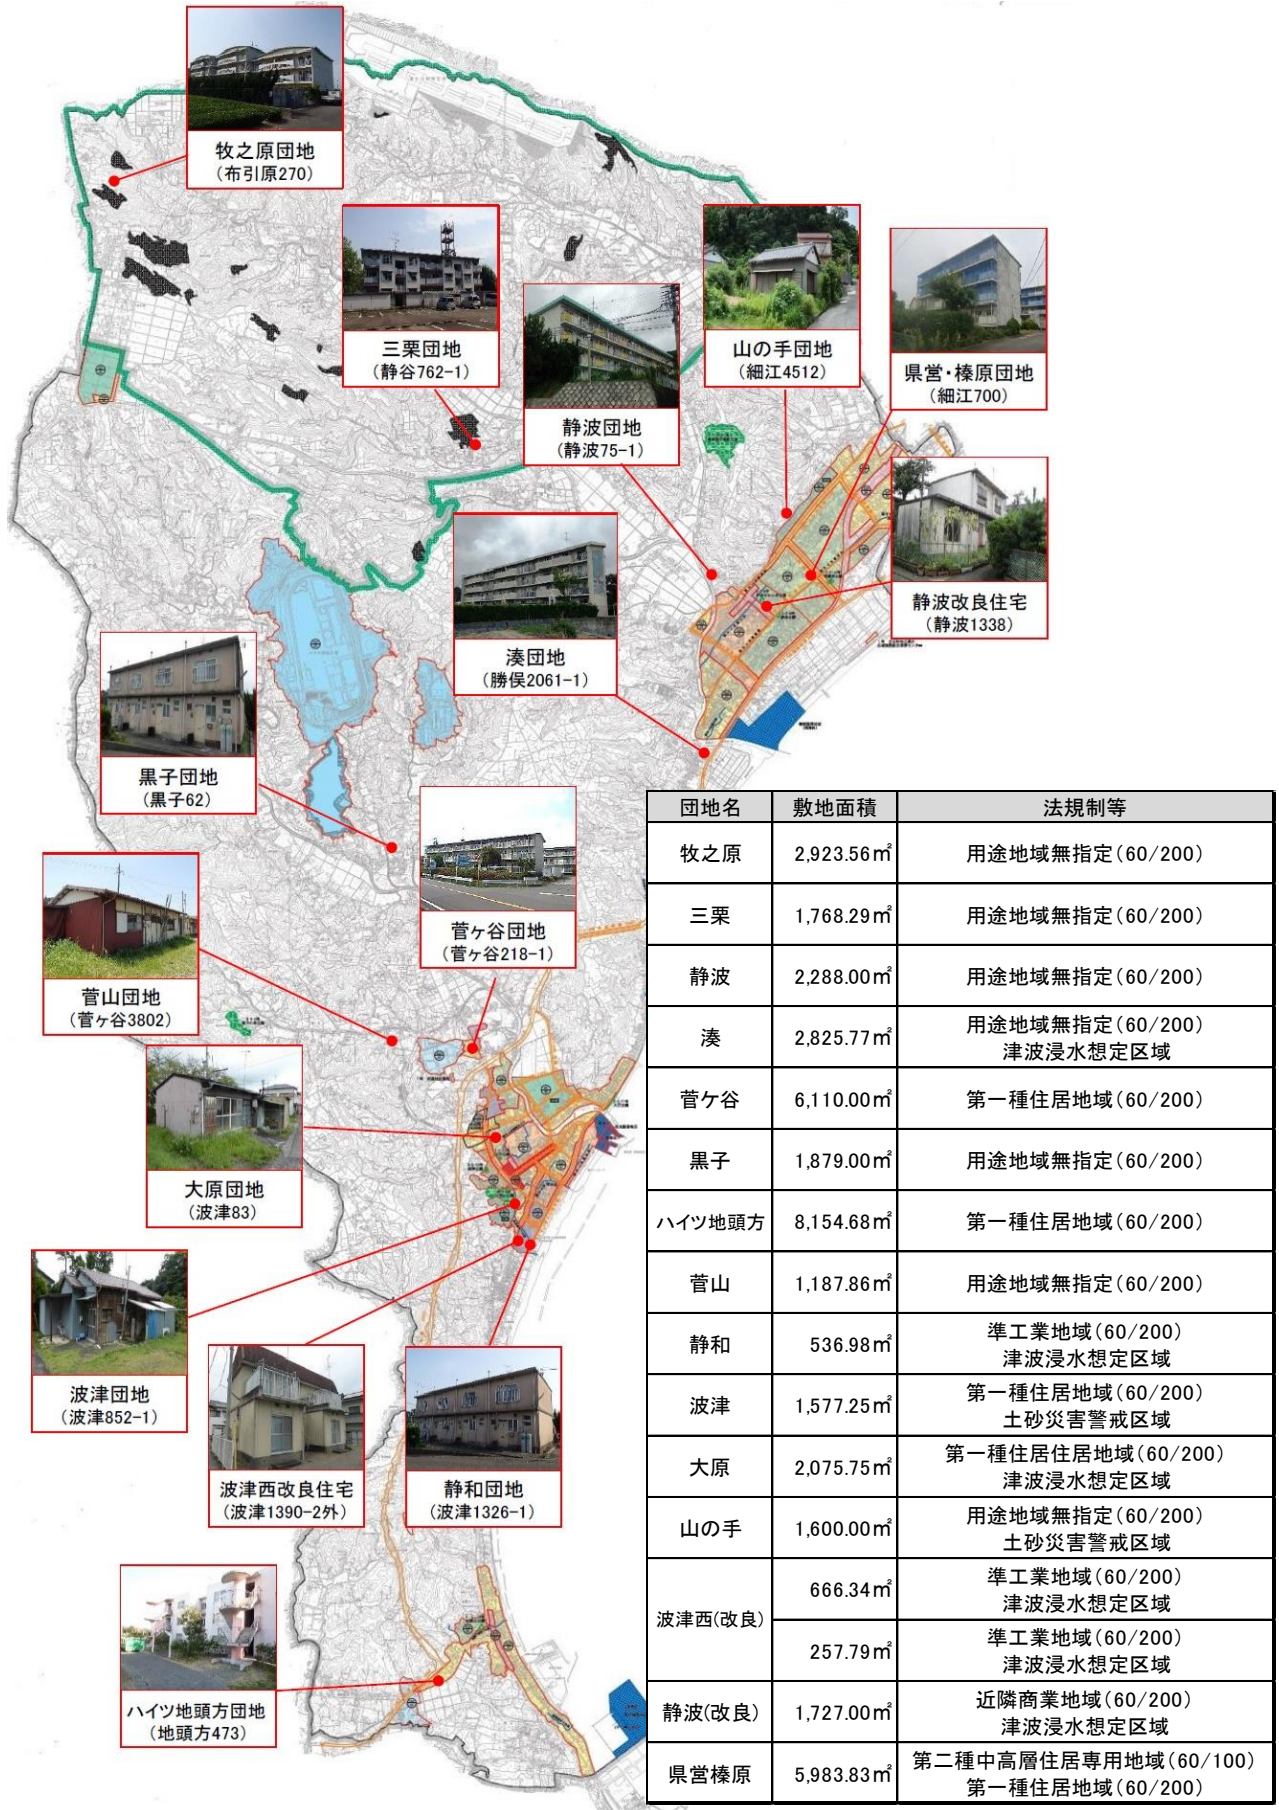 牧之原団地
(布引原270)
三栗団地
(静谷762-1)
静波団地
(静波75-1)
山の手団地
(細江4512)
県営・榛原団地
(細江700)
静波改良住宅
(静波1338)
湊団地
(勝俣2061-1)
黒子団地
(黒子62)
菅ヶ谷団地
(菅ヶ谷218-1)
菅山団地
(菅ヶ谷3802)
大原団地
(波津83)
波津団地
(波津852-1)
波津西改良住宅
(波津1390-2外)
静和団地
(波津1326-1)
ハイツ地頭方団地
(地頭方473)
団地名 敷地面積 法規制等
牧之原 2,923.56㎡ 用途地域無指定(60/200)
三栗 1,768.29㎡ 用途地域無指定(60/200)
静波 2,288.00㎡ 用途地域無指定(60/200)
湊 2,825.77㎡ 用途地域無指定(60/200)
津波浸水想定区域
菅ケ谷 6,110.00㎡ 第一種住居地域(60/200)
黒子 1,879.00㎡ 用途地域無指定(60/200)
ハイツ地頭方 8,154.68㎡ 第一種住居地域(60/200)
菅山 1,187.86㎡ 用途地域無指定(60/200)
静和 536.98㎡ 準工業地域(60/200)
津波浸水想定区域
波津 1,577.25㎡ 第一種住居地域(60/200)
土砂災害警戒区域
大原 2,075.75㎡ 第一種住居住居地域(60/200)
津波浸水想定区域
山の手 1,600.00㎡ 用途地域無指定(60/200)
土砂災害警戒区域
波津西(改良) 666.34㎡ 準工業地域(60/200)
津波浸水想定区域
257.79㎡ 準工業地域(60/200)
津波浸水想定区域
静波(改良) 1,727.00㎡ 近隣商業地域(60/200)
津波浸水想定区域
県営榛原 5,983.83㎡ 第二種中高層住居専用地域(60/100)
第一種住居地域(60/200)